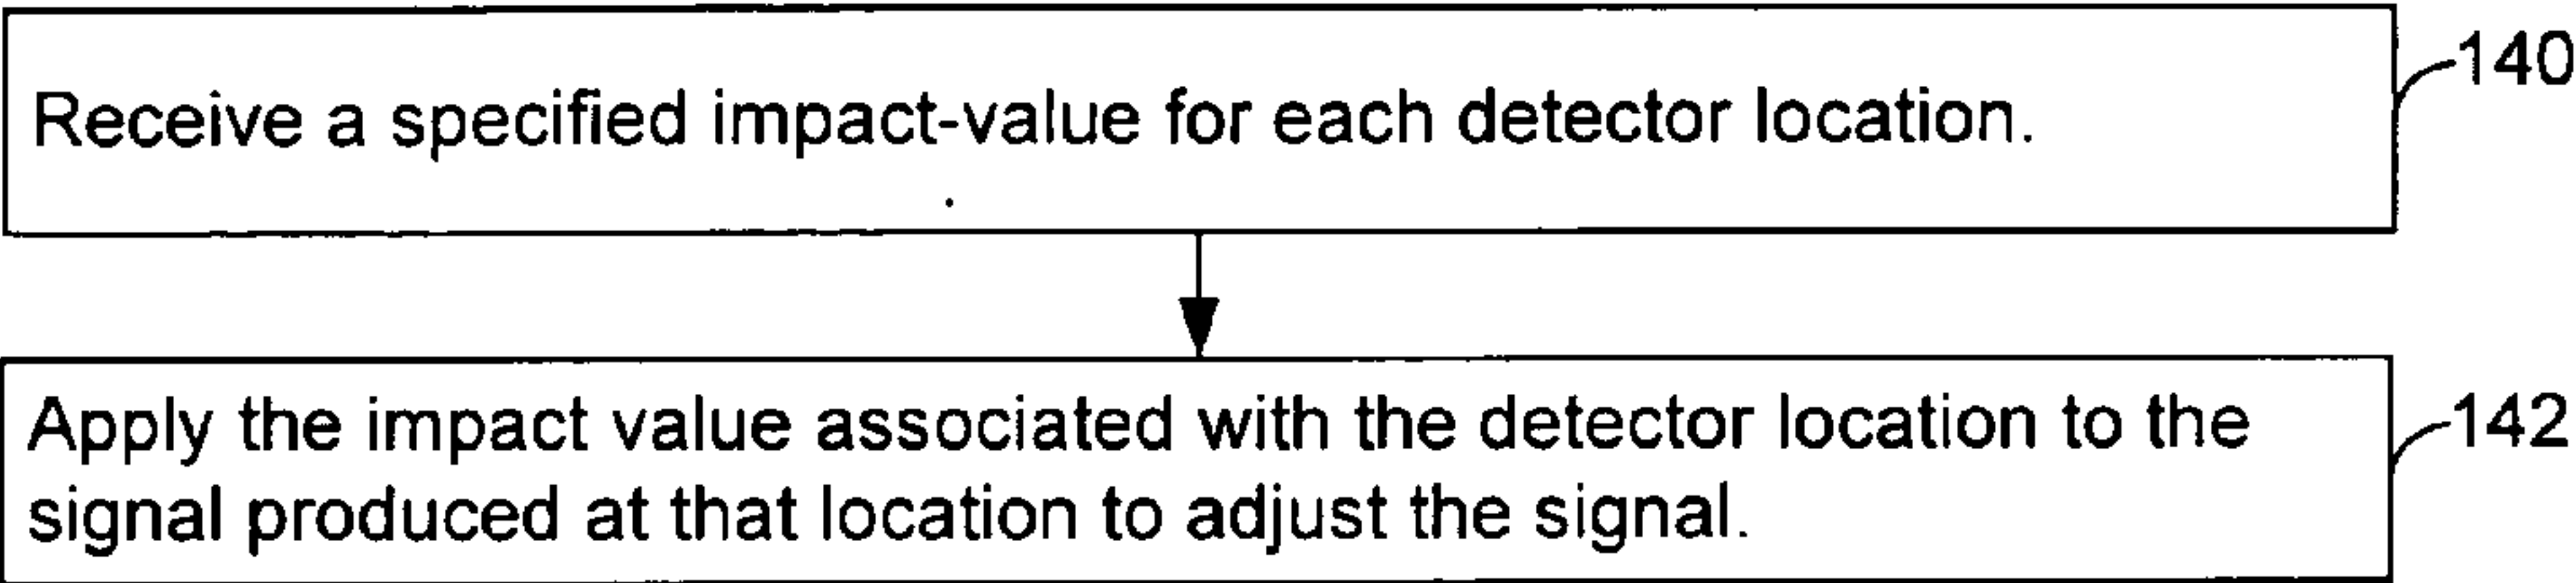 Receive a specified impact-value for each detector location.
140
Apply the impact value associated with the detector location to the
signal produced at that location to adjust the signal.
142